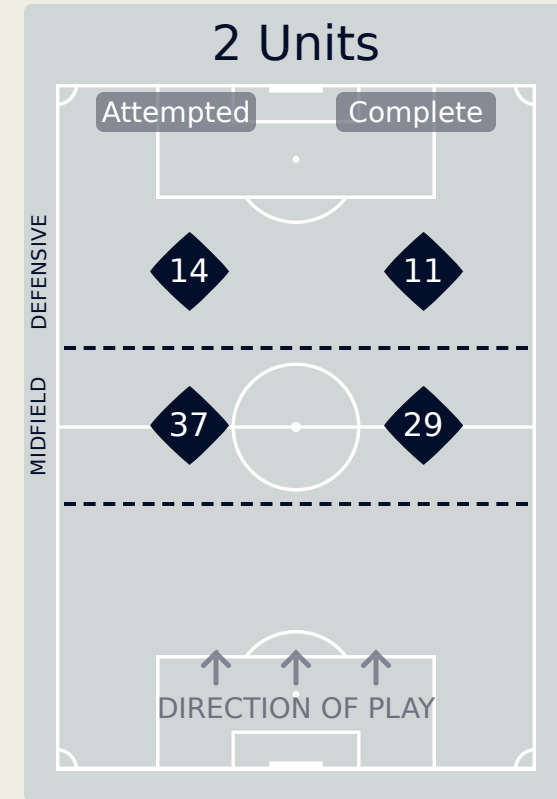 2 Units
Attempted
Complete
DEFENSIVE
14
11
MIDFIELD
37
29
DIRECTION OF PLAY